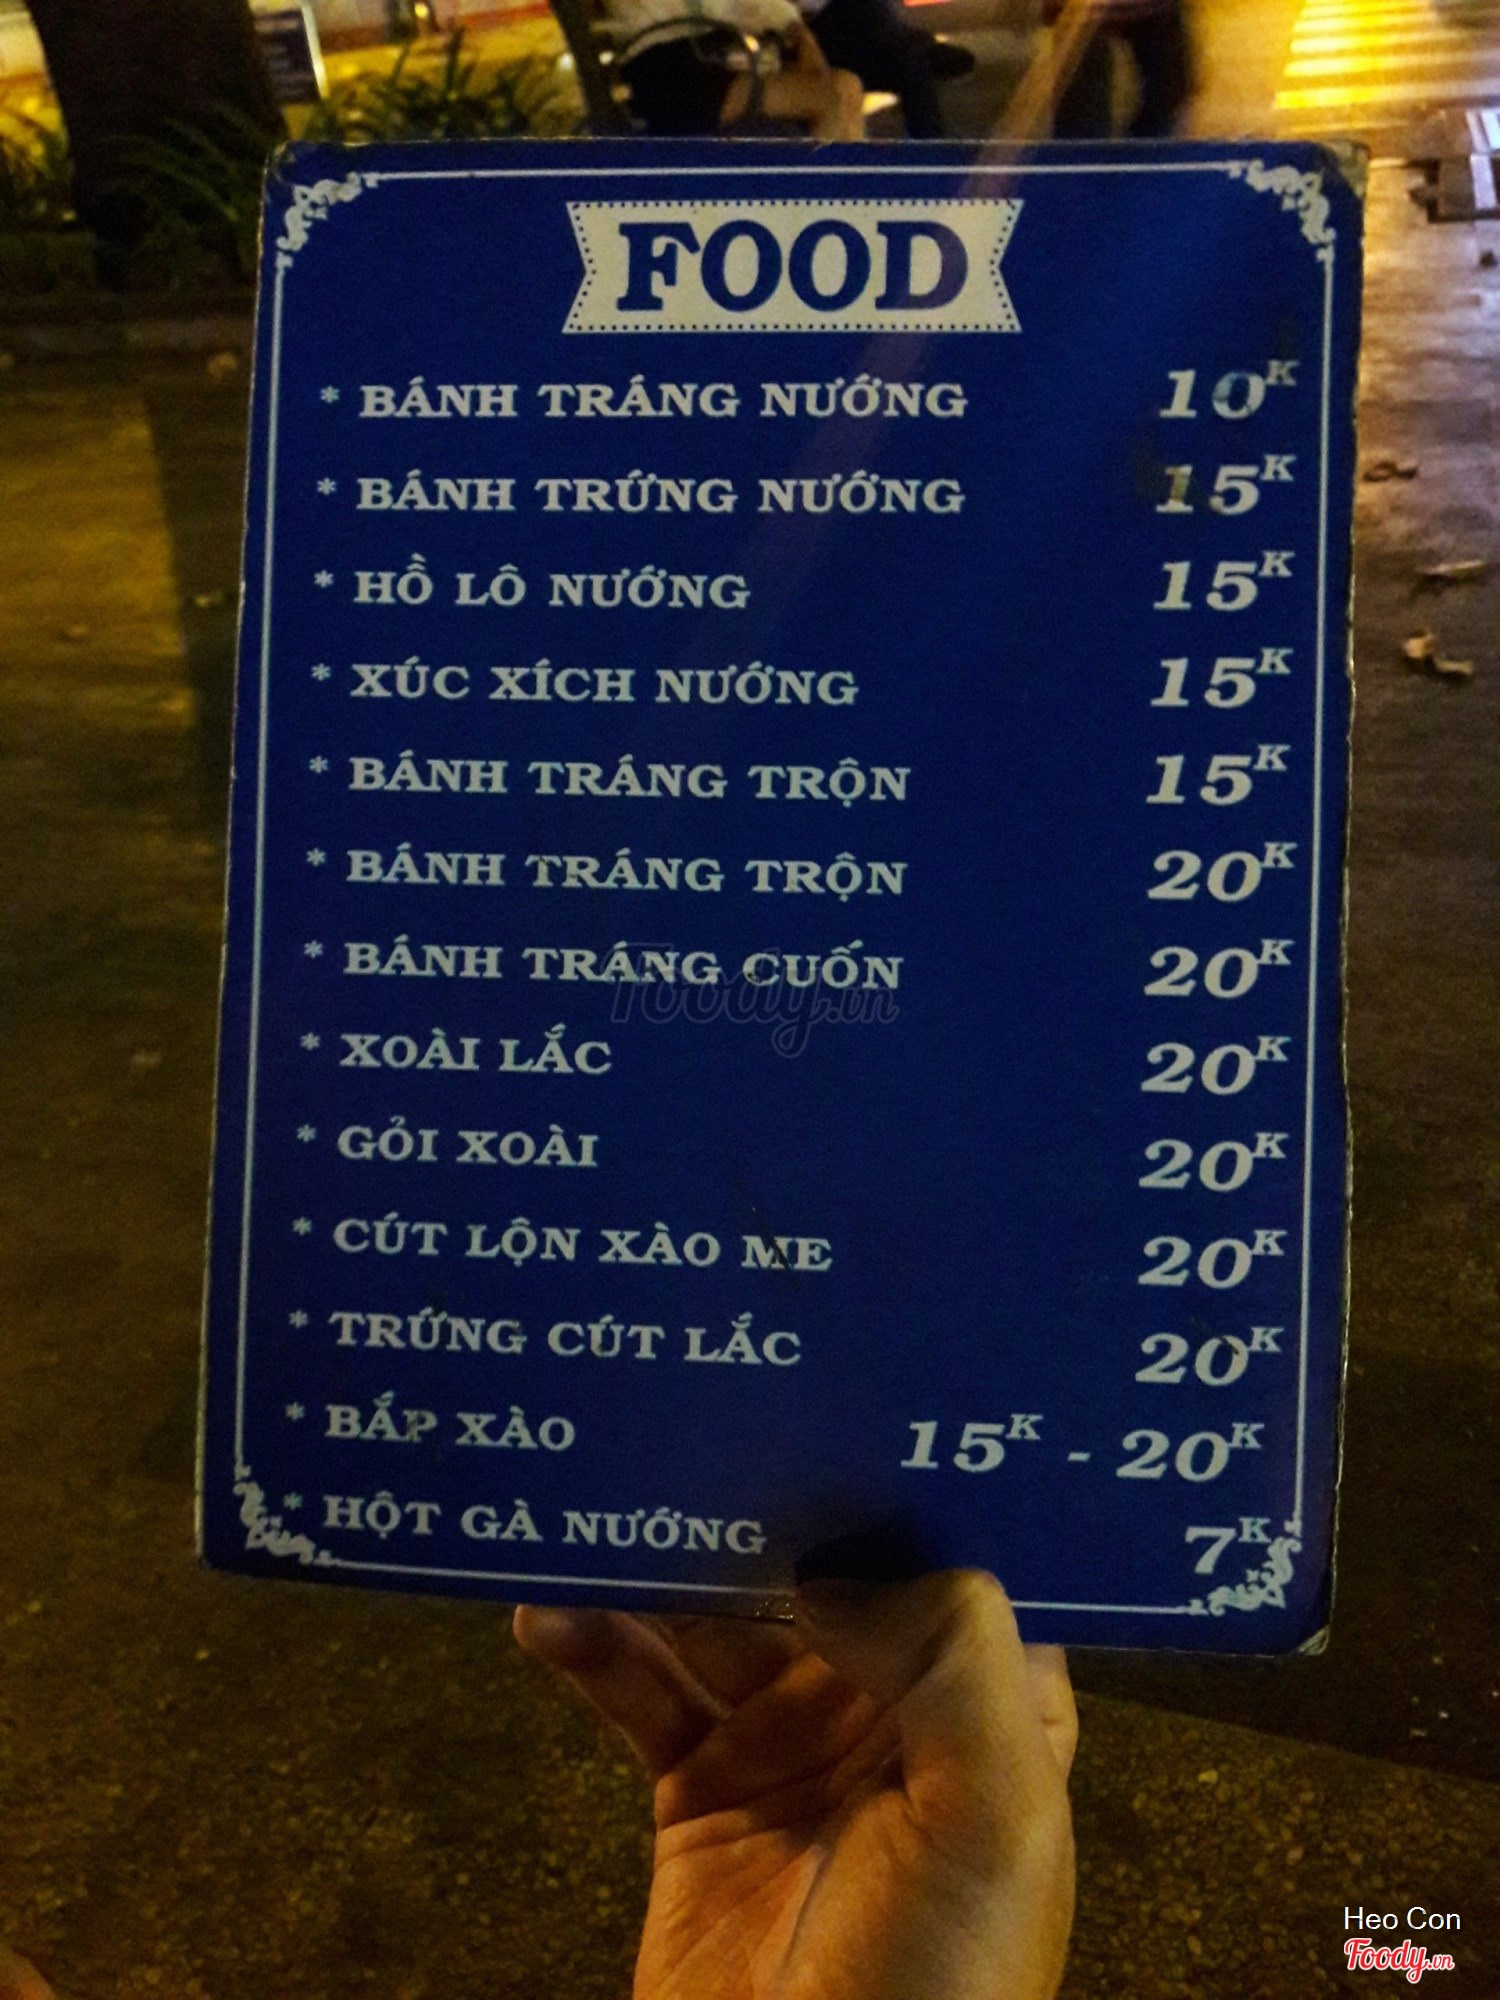 FOOD
* BÁNH TRÁNG NƯỚNG 10K
* BÁNH TRỨNG NƯỚNG 15K
* HỒ LÔ NƯỚNG 15K
* XÚC XÍCH NƯỚNG 15K
* BÁNH TRÁNG TRỘN 15K
* BÁNH TRÁNG TRỘN 20K
* BÁNH TRÁNG CUỐN 20K
Foody.vn
* XOÀI LẮC 20K
* GỎI XOÀI 20K
* CÚT LỘN XÀO ME 20K
* TRỨNG CÚT LẮC 20K
* BẮP XÀO 15K - 20K
* HỘT GÀ NƯỚNG 7K
Heo Con
Foody.vn